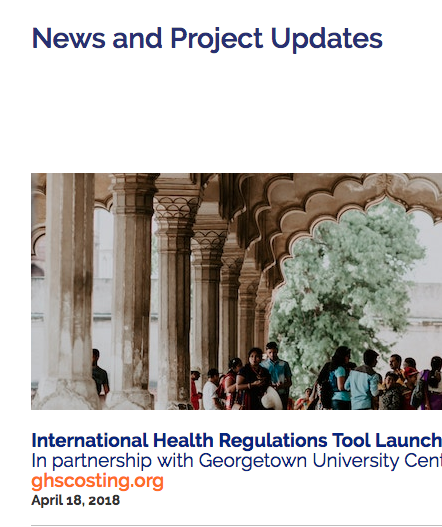 News and Project Updates
International Health Regulations Tool Launch
In partnership with Georgetown University Cent
ghscosting.org
April 18, 2018